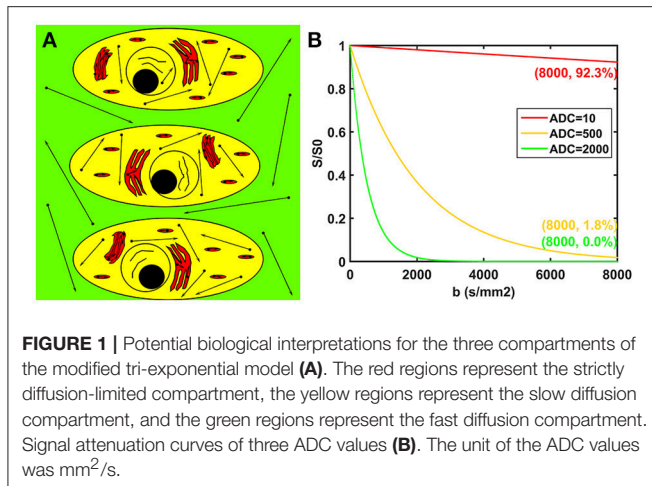 A
B
1
0.8
0.6
0.4
0.2
0
S/S0
(8000, 92.3%)
ADC=10
ADC=500
ADC=2000
(8000, 1.8%)
(8000, 0.0%)
0 2000 4000 6000 8000
b (s/mm2)
FIGURE 1 | Potential biological interpretations for the three compartments of
the modified tri-exponential model (A). The red regions represent the strictly
diffusion-limited compartment, the yellow regions represent the slow diffusion
compartment, and the green regions represent the fast diffusion compartment.
Signal attenuation curves of three ADC values (B). The unit of the ADC values
was mm²/s.